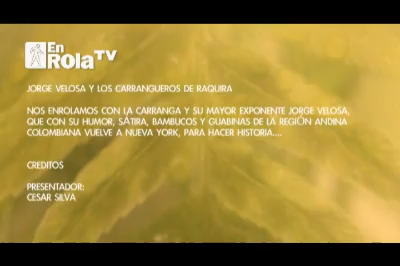 En
Rola TV
JORGE VELOSA Y LOS CARRANGUEROS DE RAQUIRA
NOS ENROLAMOS CON LA CARRANGA Y SU MAYOR EXPONENTE JORGE VELOSA,
QUE CON SU HUMOR, SÁTIRA, BAMBUCOS Y GUABINAS DE LA REGIÓN ANDINA
COLOMBIANA VUELVE A NUEVA YORK, PARA HACER HISTORIA....
CREDITOS
PRESENTADOR:
CESAR SILVA